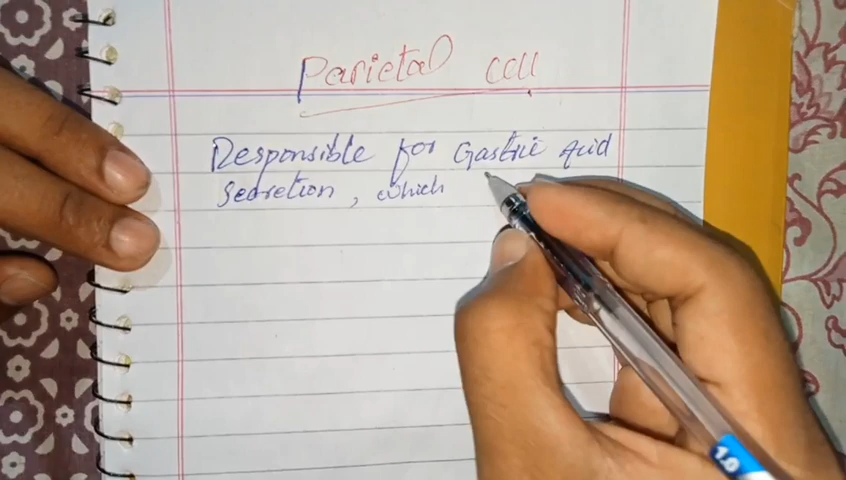 Parietal cell
Responsible for Gastric Acid
Secretion, which
1.0